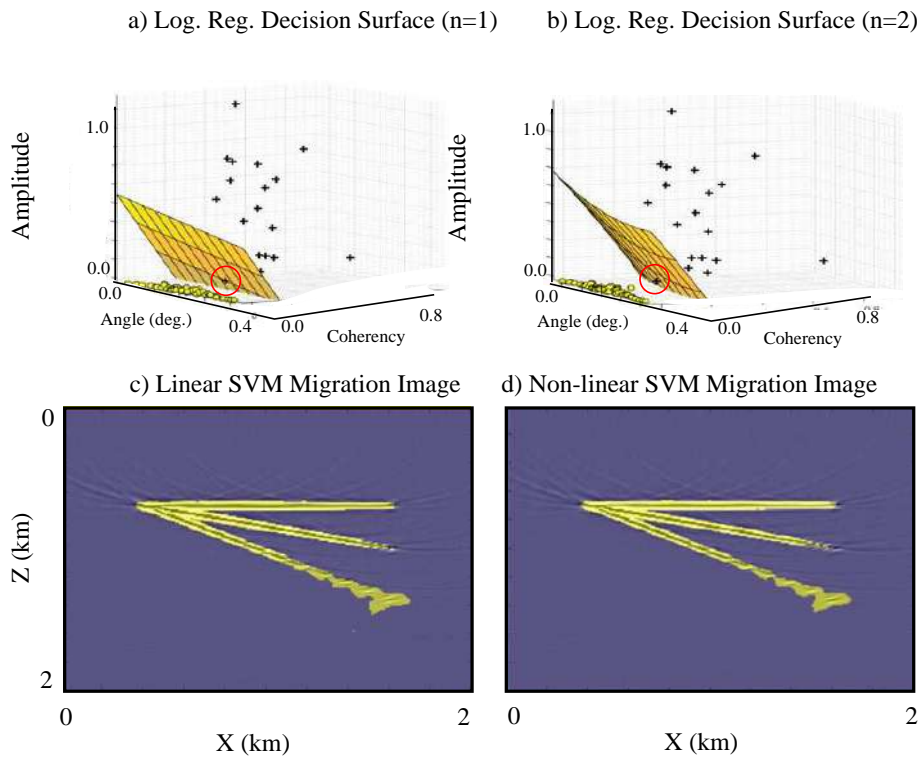 a) Log. Reg. Decision Surface (n=1)
b) Log. Reg. Decision Surface (n=2)
Amplitude
1.0
0.0
0.0
Angle (deg.)
0.4
0.0
Coherency
0.8
Amplitude
1.0
0.0
0.0
Angle (deg.)
0.4
0.0
Coherency
0.8
c) Linear SVM Migration Image
d) Non-linear SVM Migration Image
0
Z (km)
2
0
2
X (km)
0
2
X (km)